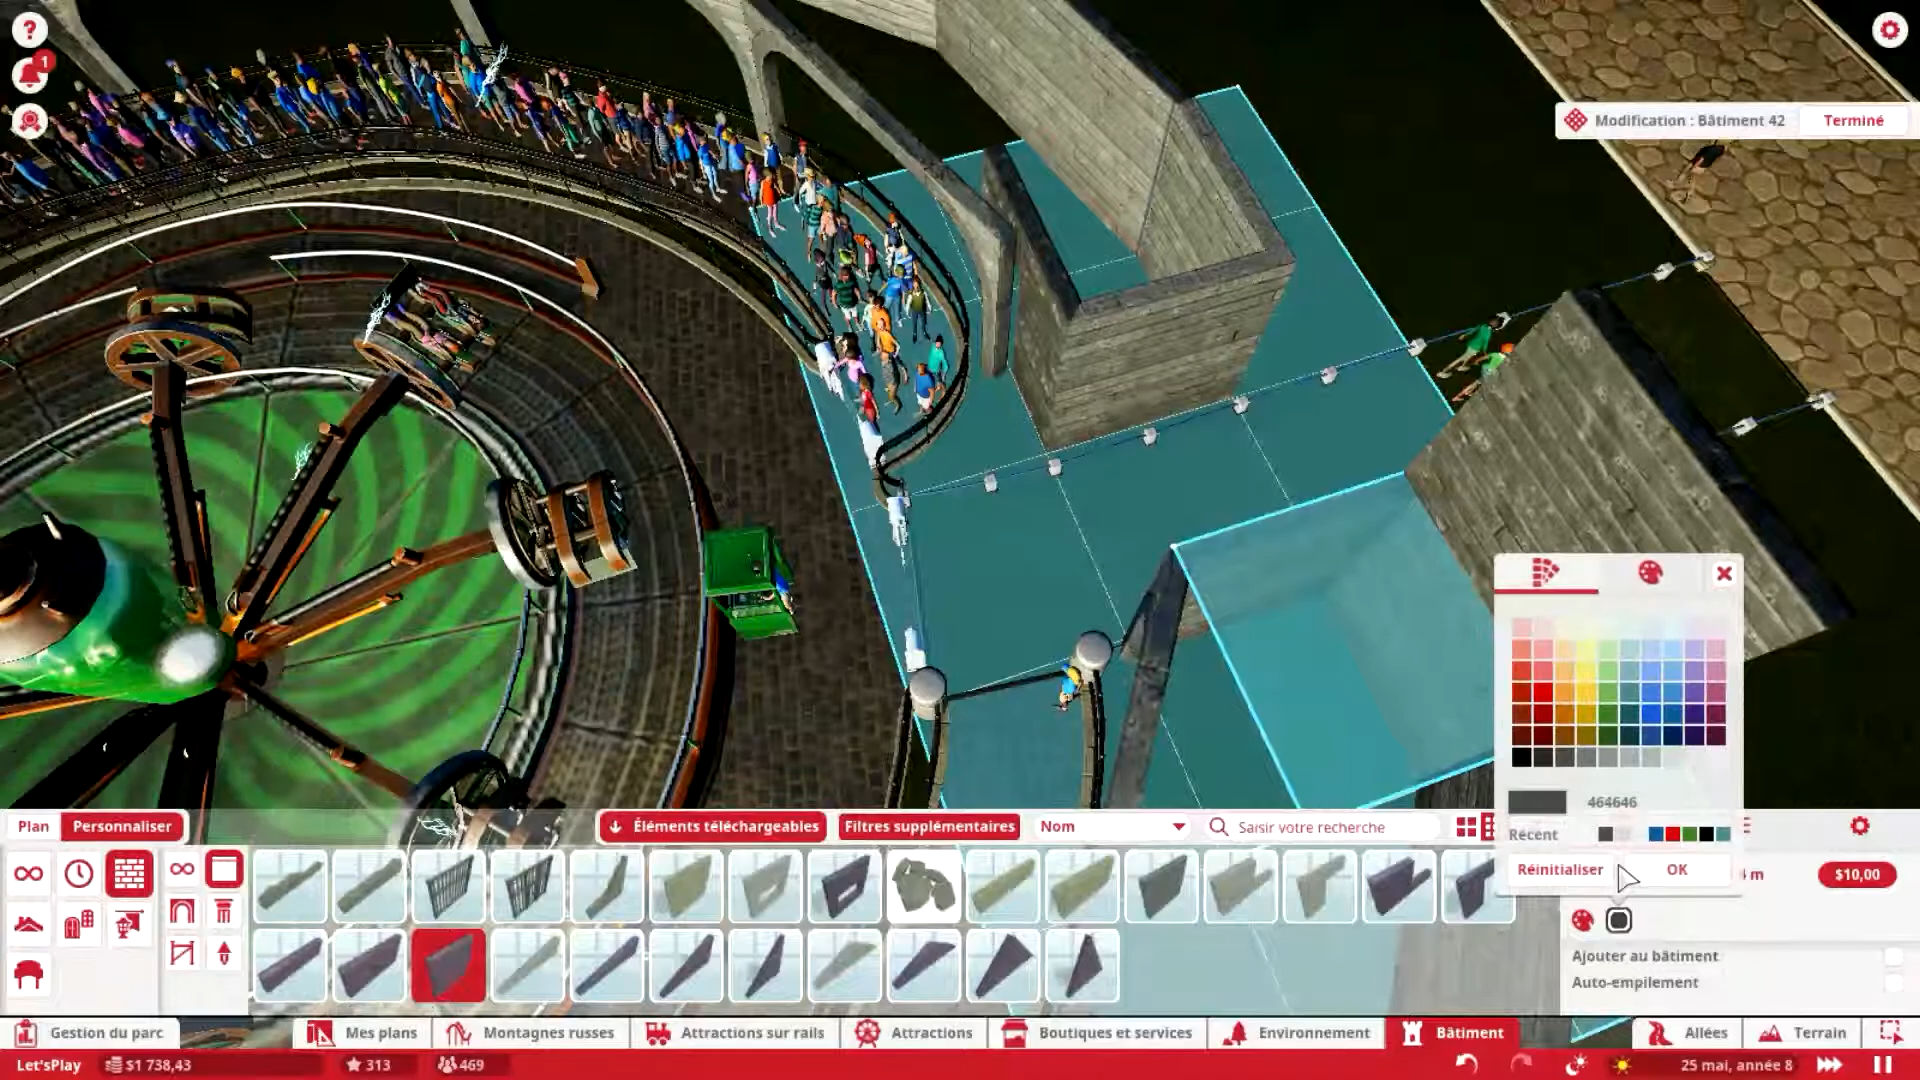 ?
1
Modification : Bâtiment 42
Terminé
464646
Récent
Réinitialiser
OK
Plan
Personnaliser
Éléments téléchargeables
Filtres supplémentaires
Nom
Saisir votre recherche
m
$10,00
Ajouter au bâtiment
Auto-empilement
Gestion du parc
Mes plans
Montagnes russes
Attractions sur rails
Attractions
Boutiques et services
Environnement
Bâtiment
Allées
Terrain
Let'sPlay
$1 738,43
313
469
25 mai, année 8